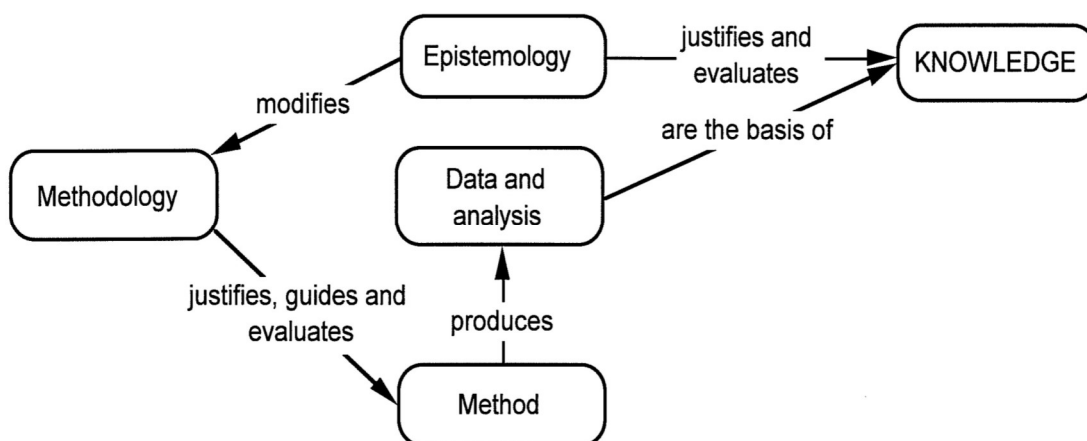 Epistemology
justifies and
evaluates
KNOWLEDGE
modifies
are the basis of
Methodology
Data and
analysis
justifies, guides and
evaluates
produces
Method